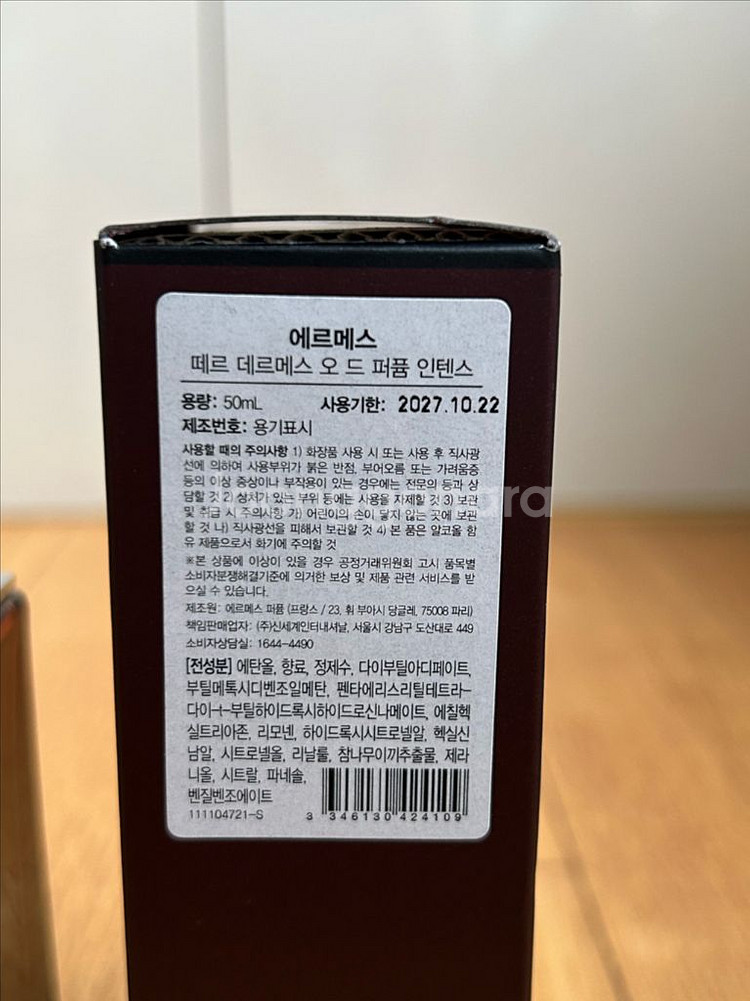 에르메스
떼르 데르메스 오 드 퍼퓸 인텐스
용량: 50mL 사용기한: 2027.10.22
제조번호: 용기표시
사용할 때의 주의사항 1) 화장품 사용 시 또는 사용 후 직사광
선에 의하여 사용부위가 붉은 반점, 부어오름 또는 가려움증
등의 이상 증상이나 부작용이 있는 경우에는 전문의 등과 상
담할 것 2) 상처가 있는 부위 등에는 사용을 자제할 것 3) 보관
및 취급 시 주의사항 가) 어린이의 손이 닿지 않는 곳에 보관
할 것 나) 직사광선을 피해서 보관할 것 4) 본 품은 알코올 함
유 제품으로서 화기에 주의할 것
※본 상품에 이상이 있을 경우 공정거래위원회 고시 품목별
소비자분쟁해결기준에 의거한 보상 및 제품 관련 서비스를 받
으실 수 있습니다.
제조원: 에르메스 퍼퓸 (프랑스 / 23, 휘 부아시 당글레, 75008 파리)
책임판매업자: (주)신세계인터내셔날, 서울시 강남구 도산대로 449
소비자상담실: 1644-4490
[전성분] 에탄올, 향료, 정제수, 다이부틸아디페이트,
부틸메톡시디벤조일메탄, 펜타에리스리틸테트라-
다이-t-부틸하이드록시하이드로신나메이트, 에칠헥
실트리아존, 리모넨, 하이드록시시트로넬알, 헥실신
남알, 시트로넬올, 리날룰, 참나무이끼추출물, 제라
니올, 시트랄, 파네솔,
벤질벤조에이트
111104721-S
3 346130 424109